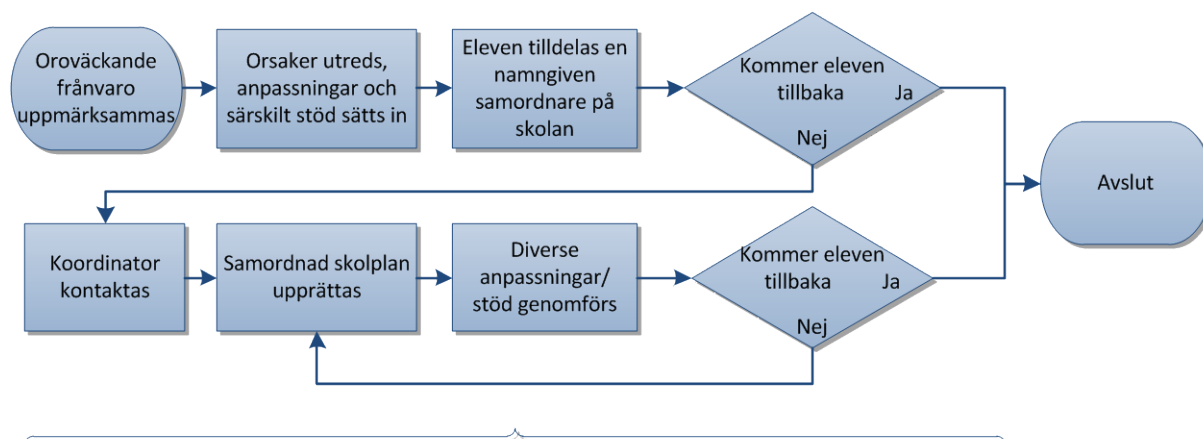 Oroväckande
frånvaro
uppmärksammas
Orsaker utreds,
anpassningar och
särskilt stöd sätts in
Eleven tilldelas en
namngiven
samordnare på
skolan
Kommer eleven
tillbaka
Ja
Nej
Avslut
Koordinator
kontaktas
Samordnad skolplan
upprättas
Diverse
anpassningar/
stöd genomförs
Kommer eleven
tillbaka
Ja
Nej